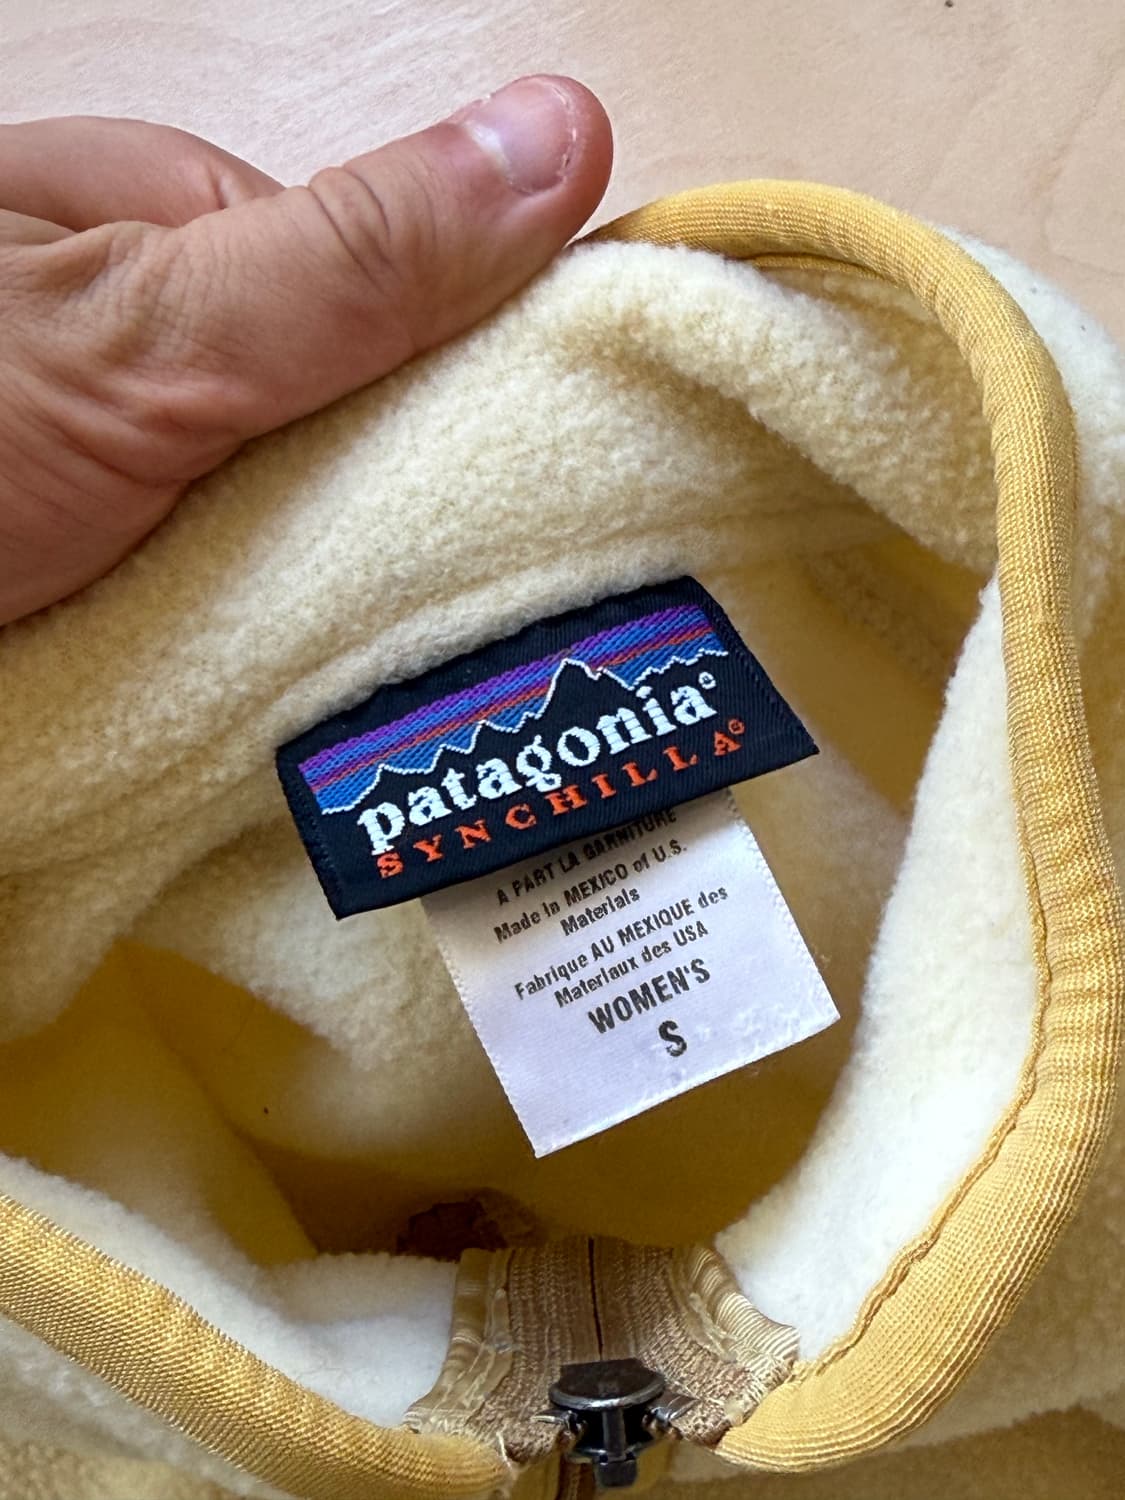 patagonia®
SYNCHILLA®
A PART LA GARNITURE
Made in MEXICO of U.S.
Materials
Fabrique AU MEXIQUE des
Materiaux des USA
WOMEN'S
S